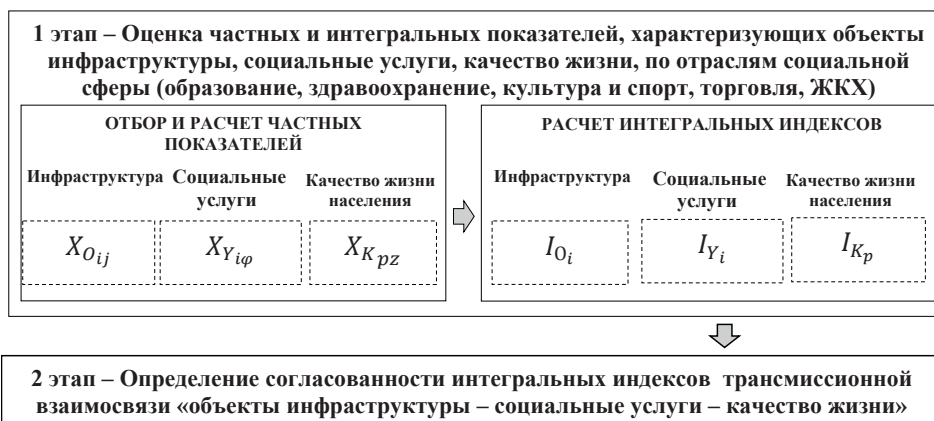 1 этап – Оценка частных и интегральных показателей, характеризующих объекты
инфраструктуры, социальные услуги, качество жизни, по отраслям социальной
сферы (образование, здравоохранение, культура и спорт, торговля, ЖКХ)
ОТБОР И РАСЧЕТ ЧАСТНЫХ
ПОКАЗАТЕЛЕЙ
Инфраструктура
Социальные
услуги
Качество жизни
населения
X_{O_{ij}}
X_{Y_{iφ}}
X_{K_{pz}}
РАСЧЕТ ИНТЕГРАЛЬНЫХ ИНДЕКСОВ
Инфраструктура
Социальные
услуги
Качество жизни
населения
I_{O_i}
I_{Y_i}
I_{K_p}
2 этап – Определение согласованности интегральных индексов трансмиссионной
взаимосвязи «объекты инфраструктуры – социальные услуги – качество жизни»